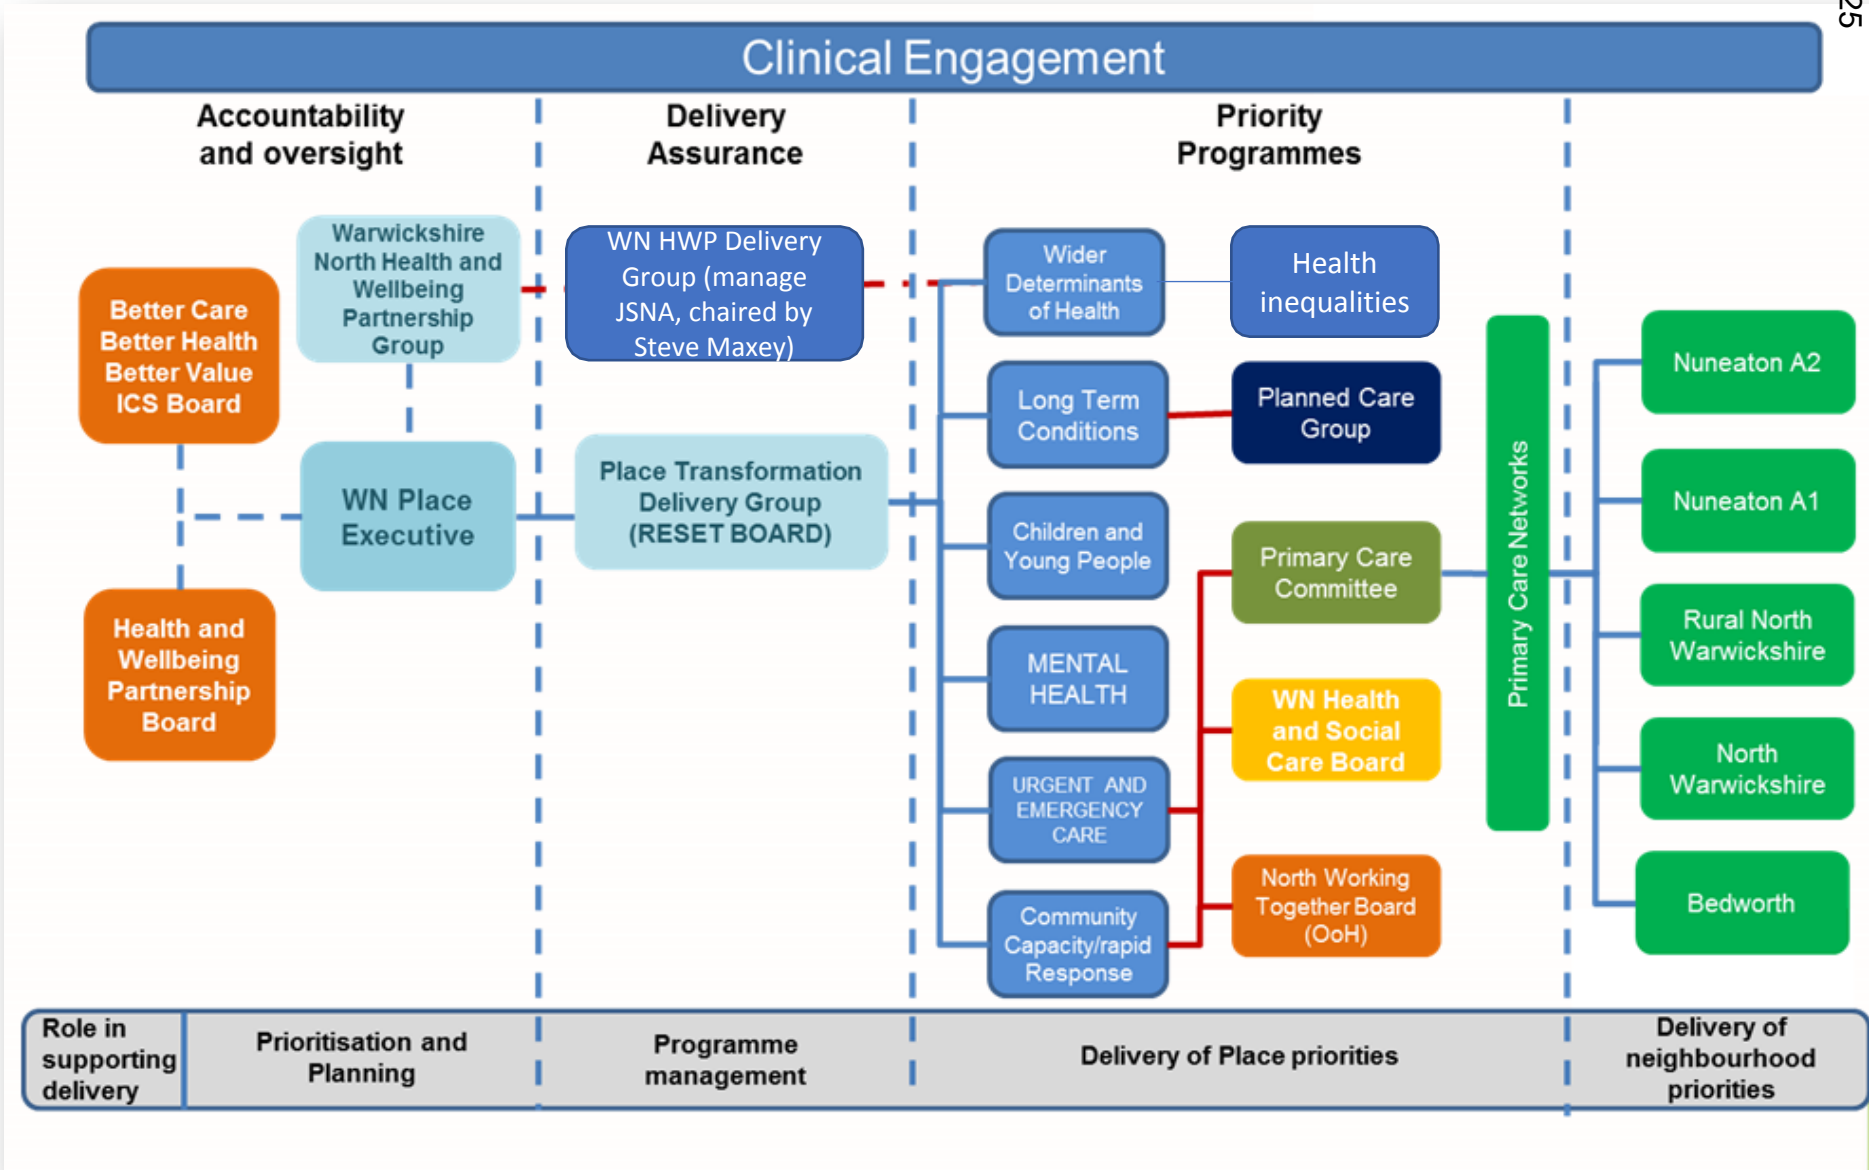 25
Clinical Engagement
Accountability
and oversight
Delivery
Assurance
Priority
Programmes
Better Care
Better Health
Better Value
ICS Board
Health and
Wellbeing
Partnership
Board
Warwickshire
North Health and
Wellbeing
Partnership
Group
WN Place
Executive
WN HWP Delivery
Group (manage
JSNA, chaired by
Steve Maxey)
Place Transformation
Delivery Group
(RESET BOARD)
Wider
Determinants
of Health
Long Term
Conditions
Children and
Young People
MENTAL
HEALTH
URGENT AND
EMERGENCY
CARE
Community
Capacity/rapid
Response
Health
inequalities
Planned Care
Group
Primary Care
Committee
WN Health
and Social
Care Board
North Working
Together Board
(OoH)
Primary Care Networks
Nuneaton A2
Nuneaton A1
Rural North
Warwickshire
North
Warwickshire
Bedworth
Role in
supporting
delivery
Prioritisation and
Planning
Programme
management
Delivery of Place priorities
Delivery of
neighbourhood
priorities